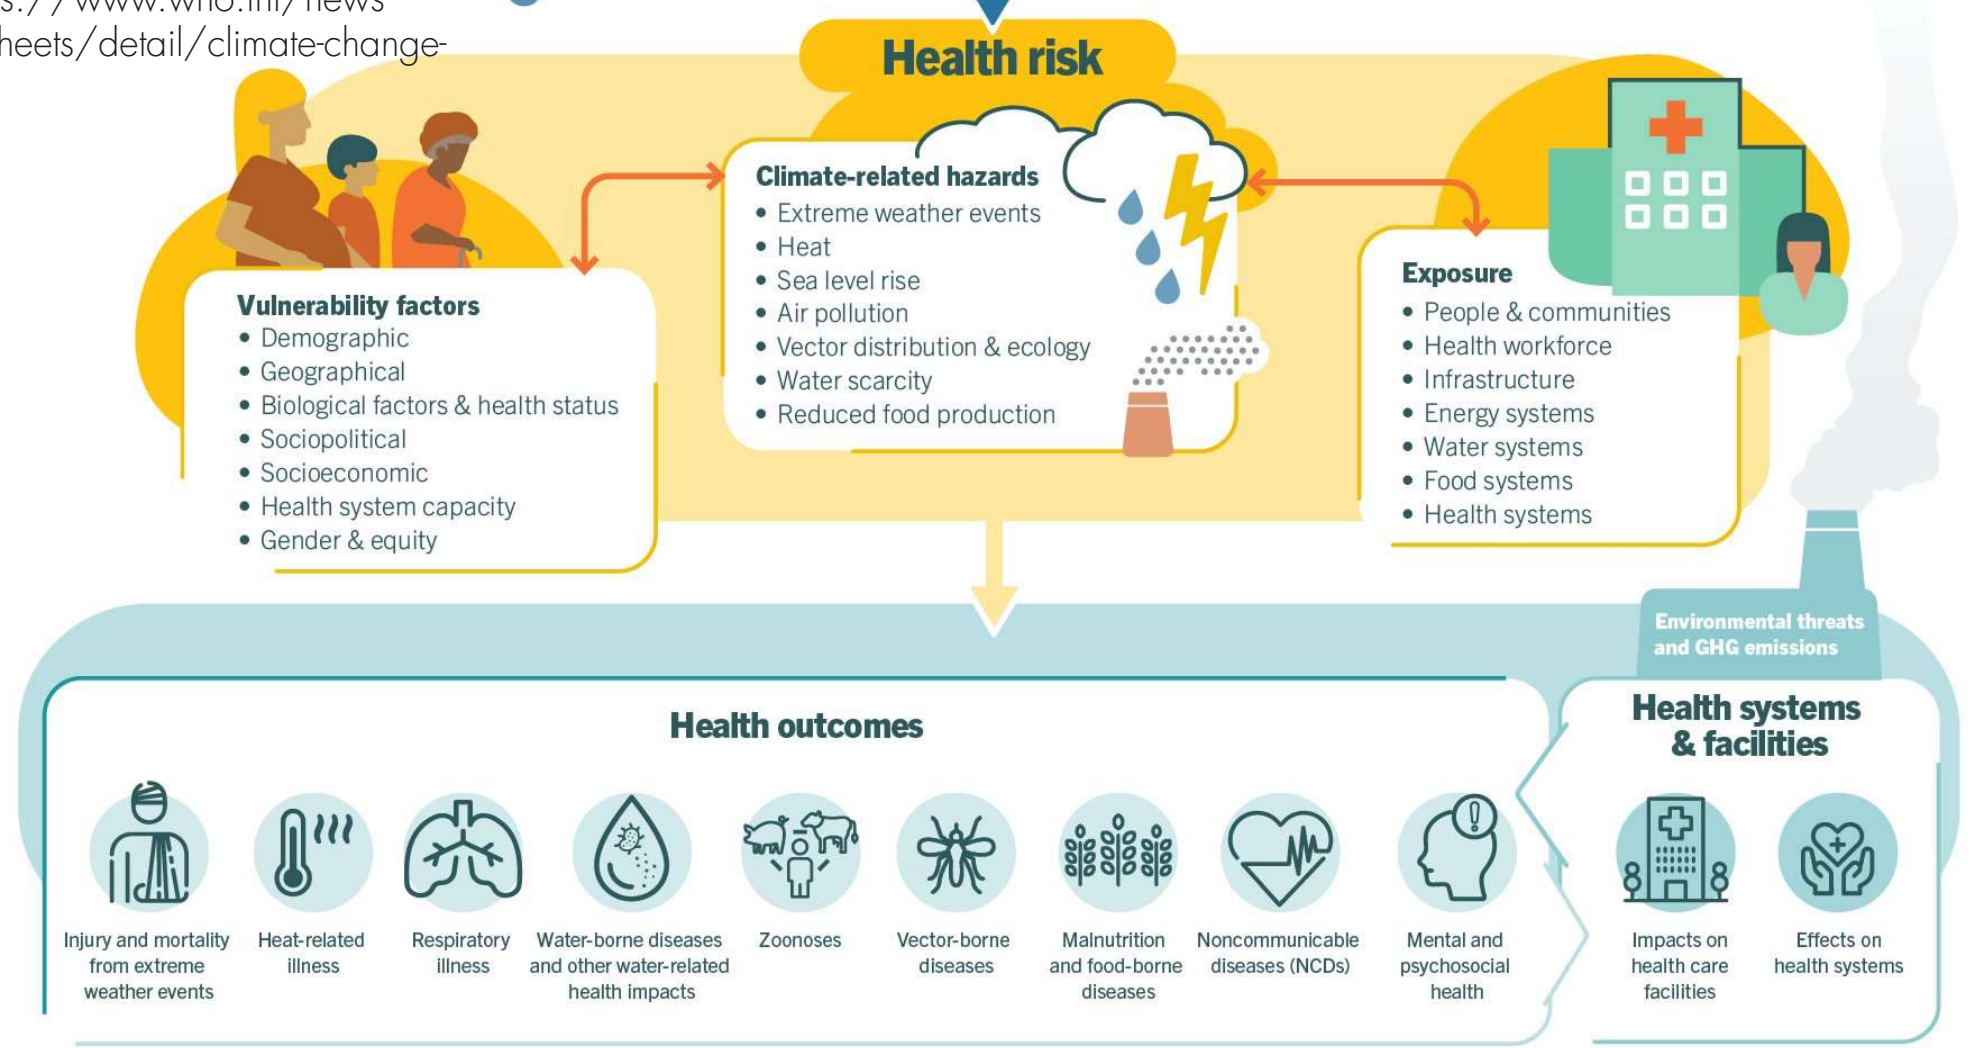 s://www.who.int/news
heets/detail/climate-change-
Health risk
Climate-related hazards
• Extreme weather events
• Heat
• Sea level rise
• Air pollution
• Vector distribution & ecology
• Water scarcity
• Reduced food production
Vulnerability factors
• Demographic
• Geographical
• Biological factors & health status
• Sociopolitical
• Socioeconomic
• Health system capacity
• Gender & equity
Exposure
• People & communities
• Health workforce
• Infrastructure
• Energy systems
• Water systems
• Food systems
• Health systems
Environmental threats
and GHG emissions
Health outcomes
Injury and mortality
from extreme
weather events
Heat-related
illness
Respiratory
illness
Water-borne diseases
and other water-related
health impacts
Zoonoses
Vector-borne
diseases
Malnutrition
and food-borne
diseases
Noncommunicable
diseases (NCDs)
Mental and
psychosocial
health
Health systems
& facilities
Impacts on
health care
facilities
Effects on
health systems